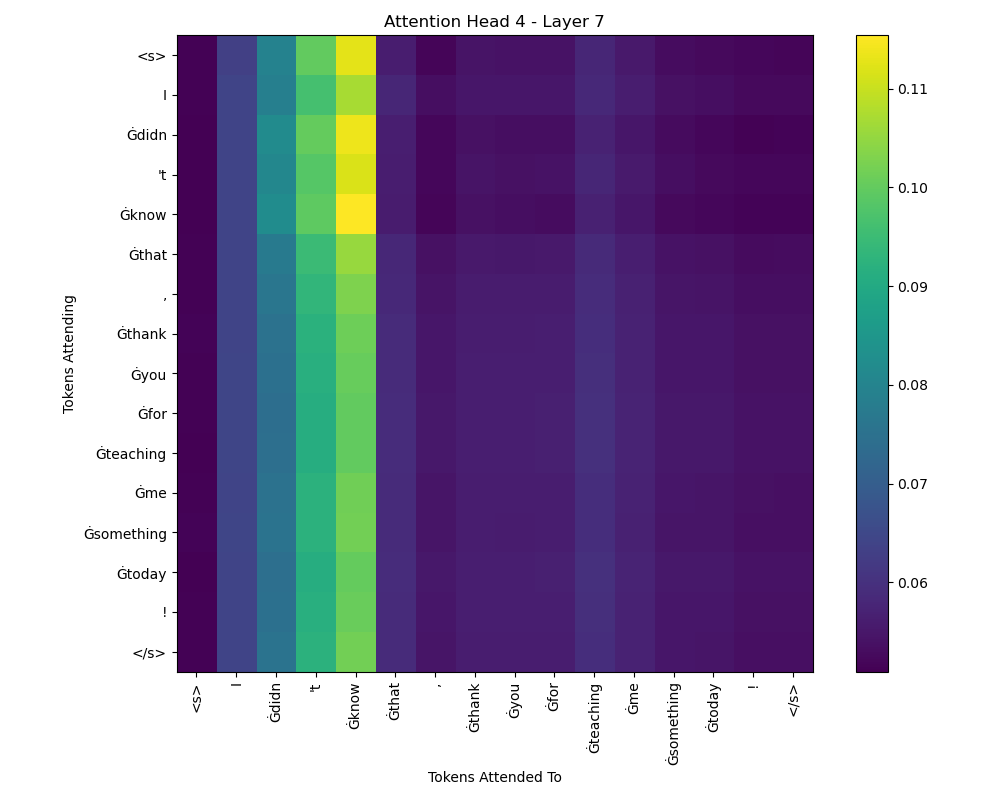 Attention Head 4 - Layer 7
Tokens Attending
<s>
I
Ġdidn
't
Ġknow
Ġthat
,
Ġthank
Ġyou
Ġfor
Ġteaching
Ġme
Ġsomething
Ġtoday
!
</s>
<s>
I
Ġdidn
't
Ġknow
Ġthat
,
Ġthank
Ġyou
Ġfor
Ġteaching
Ġme
Ġsomething
Ġtoday
!
</s>
Tokens Attended To
0.11
0.10
0.09
0.08
0.07
0.06